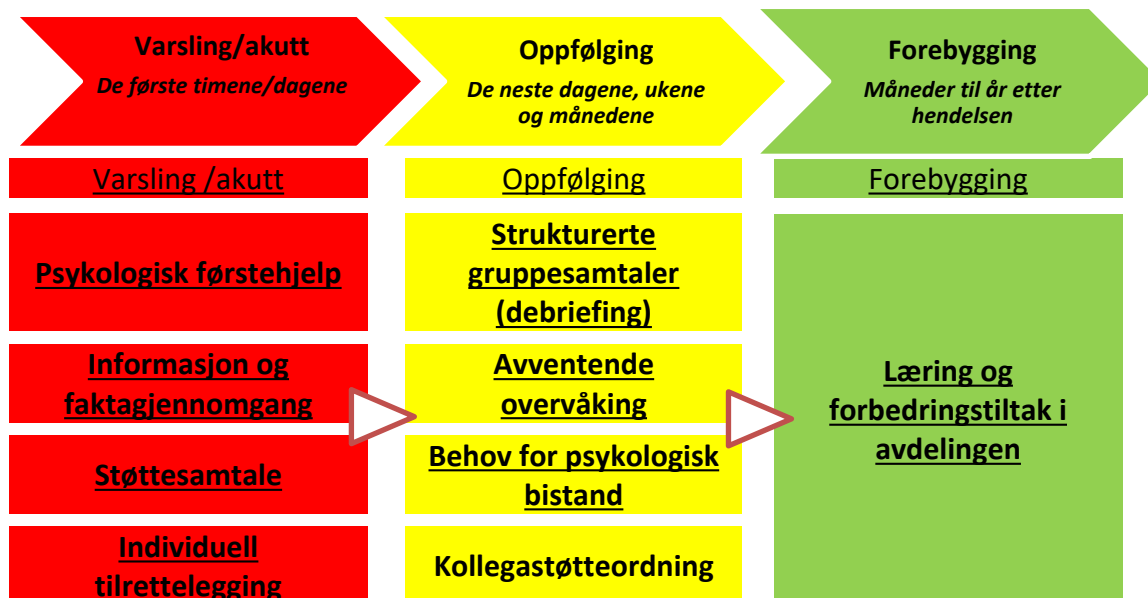 Varsling/akutt
De første timene/dagene
Oppfølging
De neste dagene, ukene
og månedene
Forebygging
Måneder til år etter
hendelsen
Varsling /akutt
Oppfølging
Forebygging
Psykologisk førstehjelp
Informasjon og
faktagjennomgang
Støttesamtale
Individuell
tilrettelegging
Strukturerte
gruppesamtaler
(debriefing)
Avventende
overvåking
Behov for psykologisk
bistand
Kollegastøtteordning
Læring og
forbedringstiltak i
avdelingen